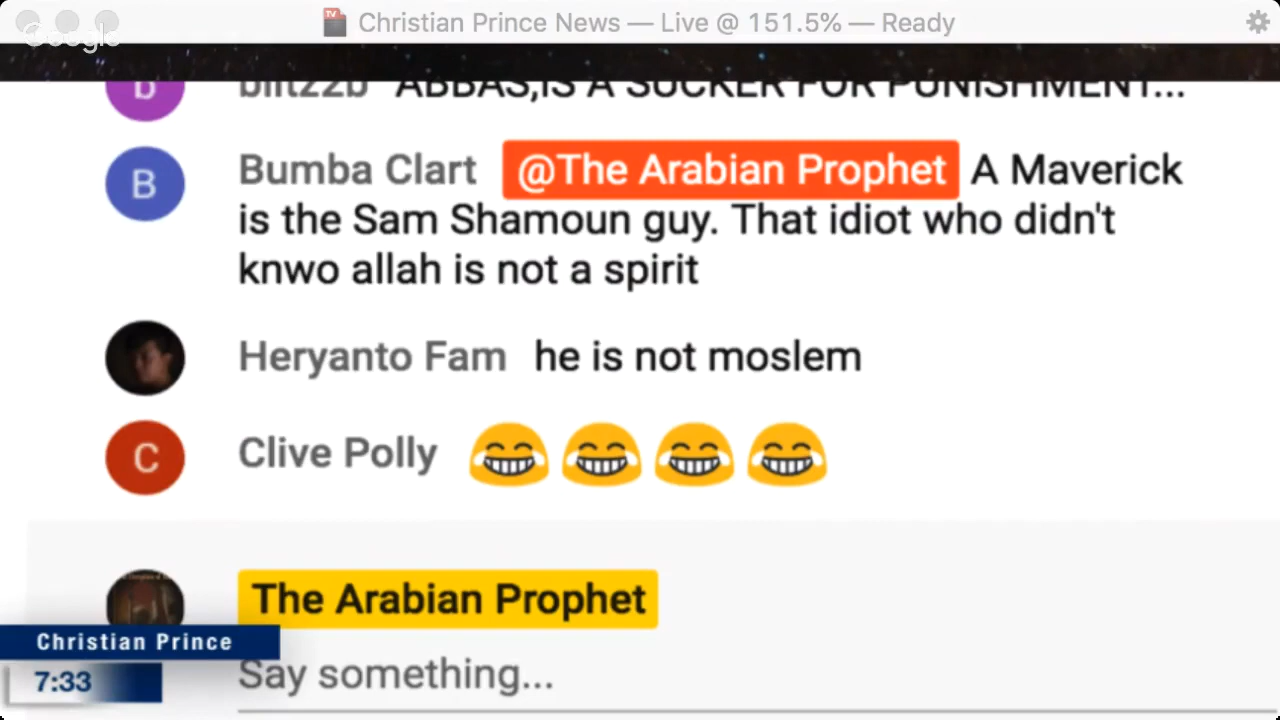 Christian Prince News — Live @ 151.5% — Ready
Google
blitzzb ABBAS,IS A SUCKER FOR PUNISHMENT...
b
B
Bumba Clart @The Arabian Prophet A Maverick
is the Sam Shamoun guy. That idiot who didn't
knwo allah is not a spirit
Heryanto Fam he is not moslem
C
Clive Polly 😂😂😂😂
The Arabian Prophet
Christian Prince
7:33
Say something...